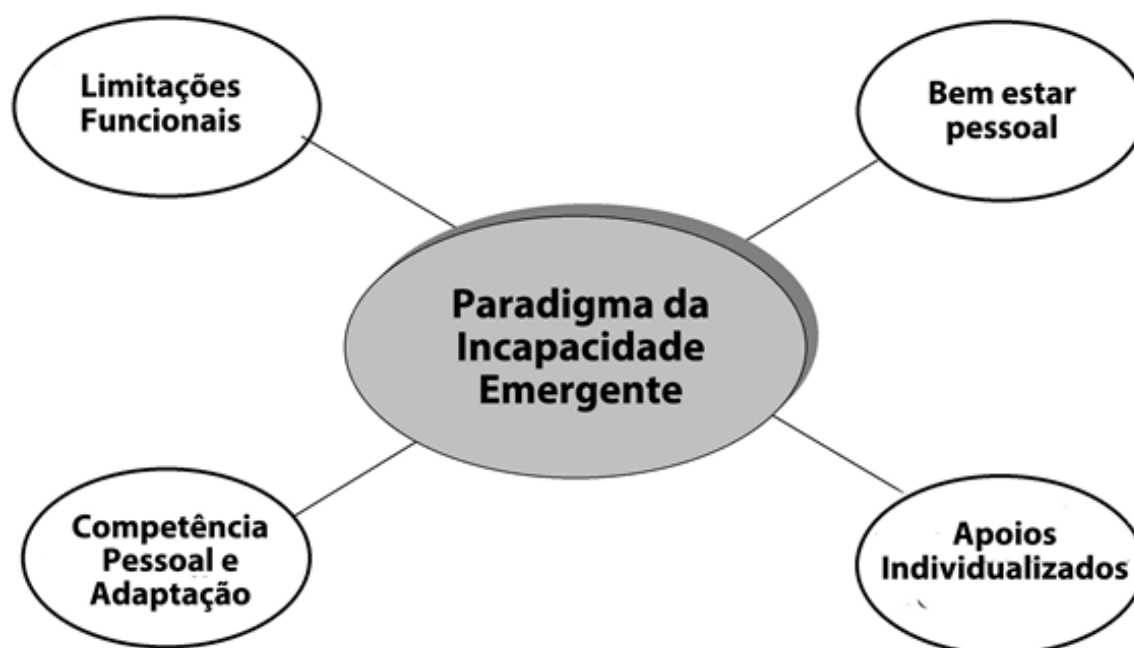 Limitações
Funcionais
Bem estar
pessoal
Paradigma da
Incapacidade
Emergente
Competência
Pessoal e
Adaptação
Apoios
Individualizados